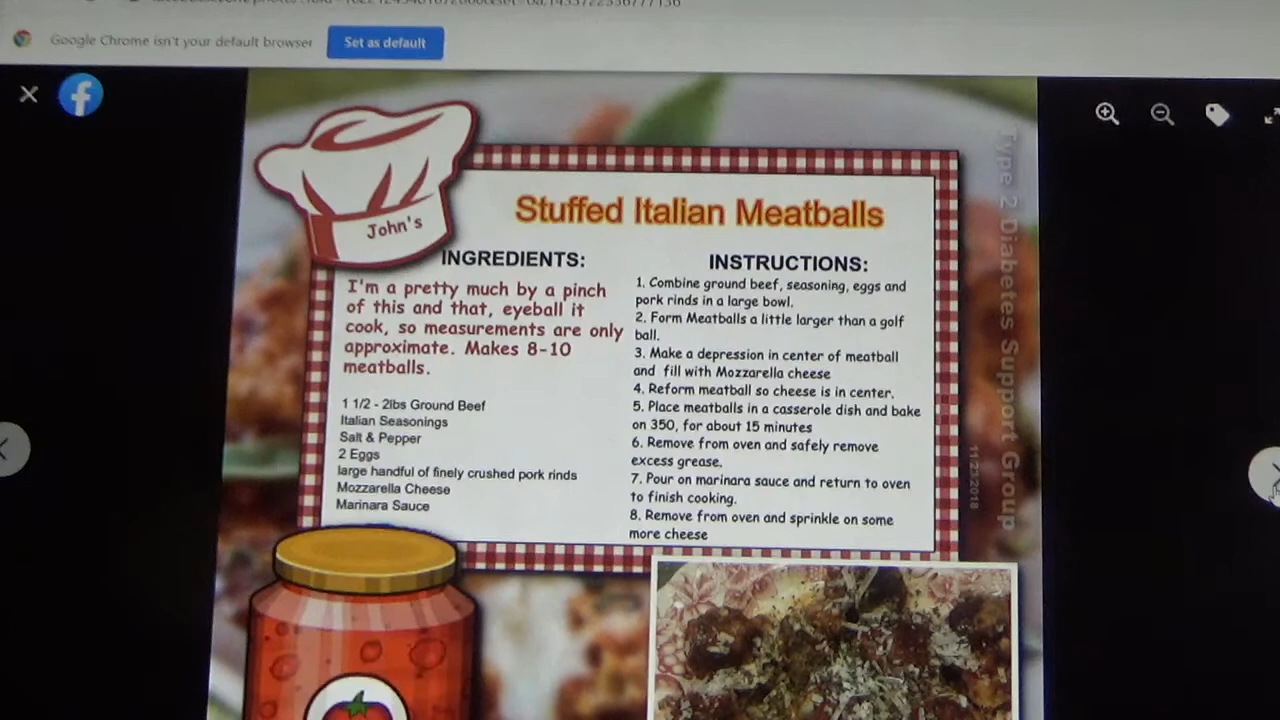 Google Chrome isn't your default browser
Set as default
John's
Stuffed Italian Meatballs
INGREDIENTS:
I'm a pretty much by a pinch
of this and that, eyeball it
cook, so measurements are only
approximate. Makes 8-10
meatballs.
1 1/2 - 2lbs Ground Beef
Italian Seasonings
Salt & Pepper
2 Eggs
large handful of finely crushed pork rinds
Mozzarella Cheese
Marinara Sauce
INSTRUCTIONS:
1. Combine ground beef, seasoning, eggs and
pork rinds in a large bowl.
2. Form Meatballs a little larger than a golf
ball.
3. Make a depression in center of meatball
and fill with Mozzarella cheese
4. Reform meatball so cheese is in center.
5. Place meatballs in a casserole dish and bake
on 350, for about 15 minutes
6. Remove from oven and safely remove
excess grease.
7. Pour on marinara sauce and return to oven
to finish cooking.
8. Remove from oven and sprinkle on some
more cheese
Type 2 Diabetes Support Group
11/23/2018